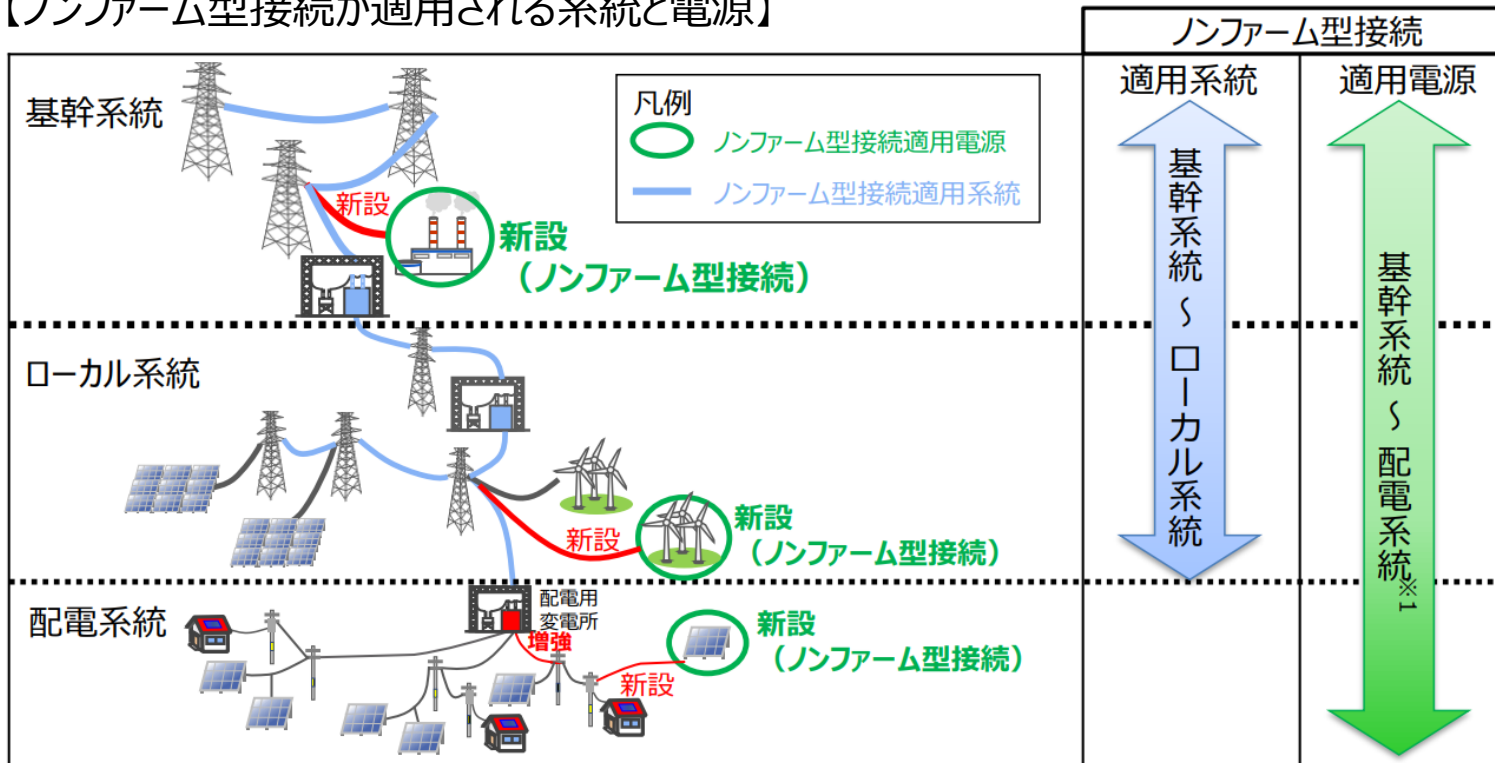 【ノンファーム型接続が適用される系統と電源】
ノンファーム型接続
適用系統
適用電源
基幹系統
凡例
ノンファーム型接続適用電源
ノンファーム型接続適用系統
新設
新設
（ノンファーム型接続）
ローカル系統
新設
新設
（ノンファーム型接続）
配電系統
配電用
変電所
増強
新設
新設
（ノンファーム型接続）
基幹系統～ローカル系統
基幹系統～配電系統※1